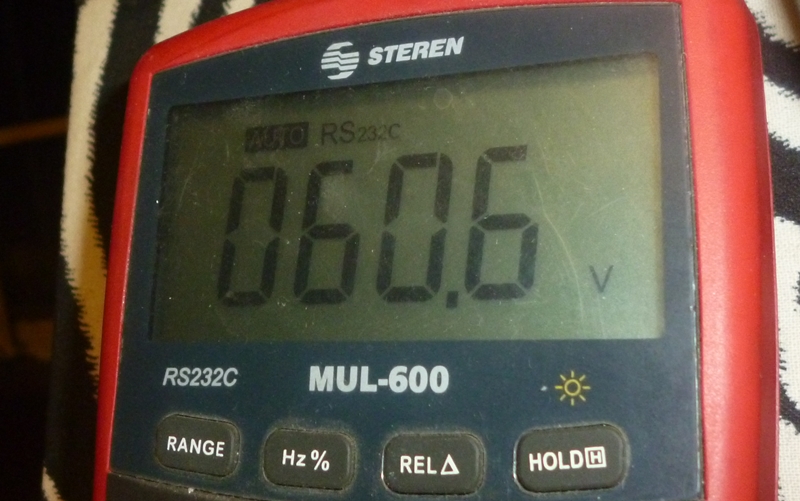 STEREN
AUTO RS232C
060.6 V
RS232C MUL-600
RANGE Hz% REL∆ HOLD H